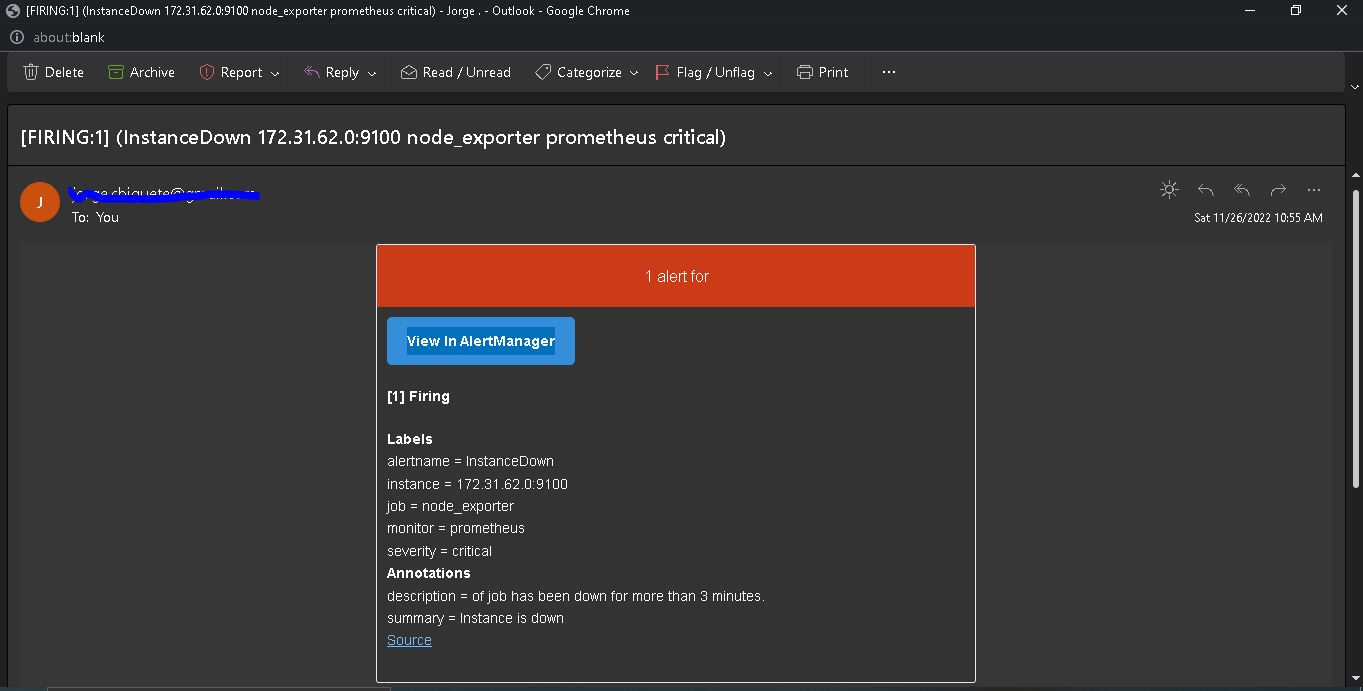 [FIRING:1] (InstanceDown 172.31.62.0:9100 node_exporter prometheus critical) - Jorge . - Outlook - Google Chrome
about:blank
Delete Archive Report Reply Read / Unread Categorize Flag / Unflag Print
[FIRING:1] (InstanceDown 172.31.62.0:9100 node_exporter prometheus critical)
J
To: You
Sat 11/26/2022 10:55 AM
1 alert for
View In AlertManager
[1] Firing
Labels
alertname = InstanceDown
instance = 172.31.62.0:9100
job = node_exporter
monitor = prometheus
severity = critical
Annotations
description = of job has been down for more than 3 minutes.
summary = Instance is down
Source